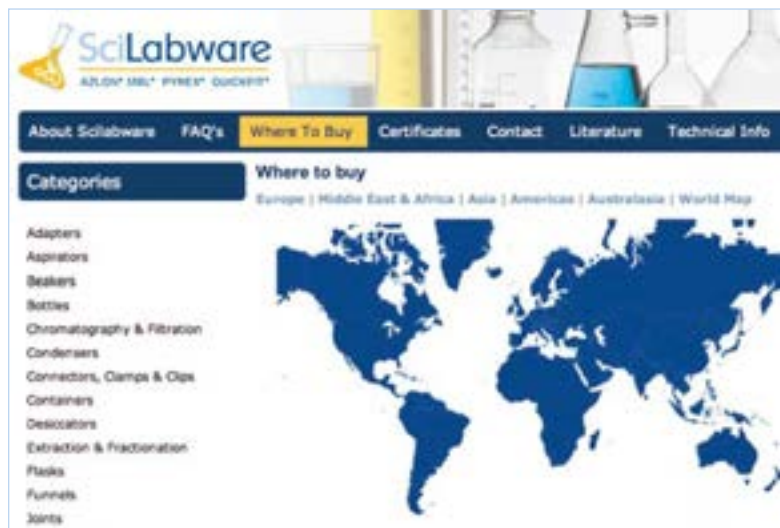 SciLabware
AZLON® MBL® PYREX® QUICKFIT®
About Scilabware FAQ's Where To Buy Certificates Contact Literature Technical Info
Categories
Where to buy
Europe | Middle East & Africa | Asia | Americas | Australasia | World Map
Adapters
Aspirators
Beakers
Bottles
Chromatography & Filtration
Condensers
Connectors, Clamps & Clips
Containers
Desiccators
Extraction & Fractionation
Flasks
Funnels
Joints